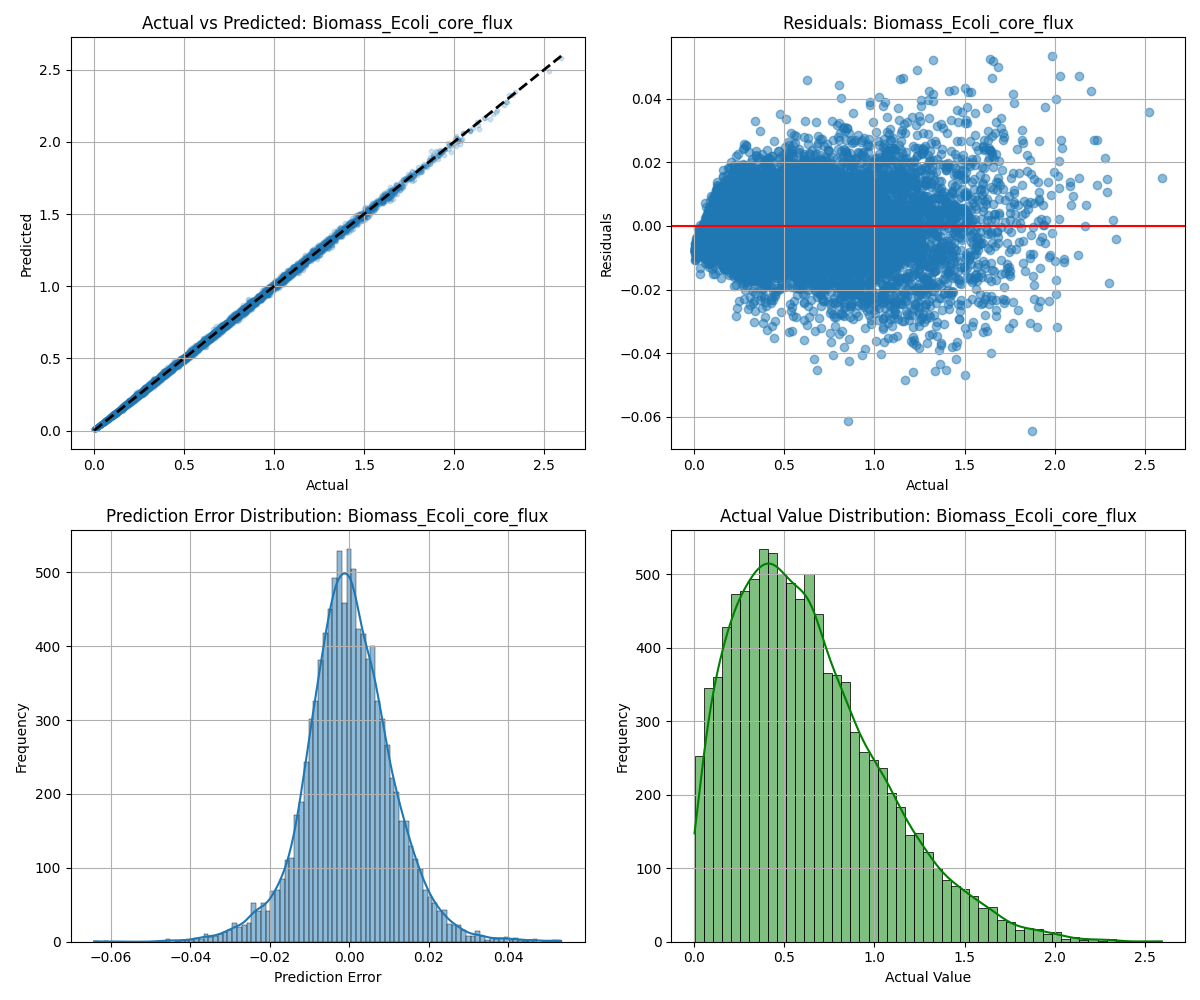 Actual vs Predicted: Biomass_Ecoli_core_flux
2.5
2.0
1.5
1.0
0.5
0.0
Predicted
0.0 0.5 1.0 1.5 2.0 2.5
Actual
Residuals: Biomass_Ecoli_core_flux
0.04
0.02
0.00
−0.02
−0.04
−0.06
Residuals
0.0 0.5 1.0 1.5 2.0 2.5
Actual
Prediction Error Distribution: Biomass_Ecoli_core_flux
500
400
300
200
100
0
Frequency
−0.06 −0.04 −0.02 0.00 0.02 0.04
Prediction Error
Actual Value Distribution: Biomass_Ecoli_core_flux
500
400
300
200
100
0
Frequency
0.0 0.5 1.0 1.5 2.0 2.5
Actual Value